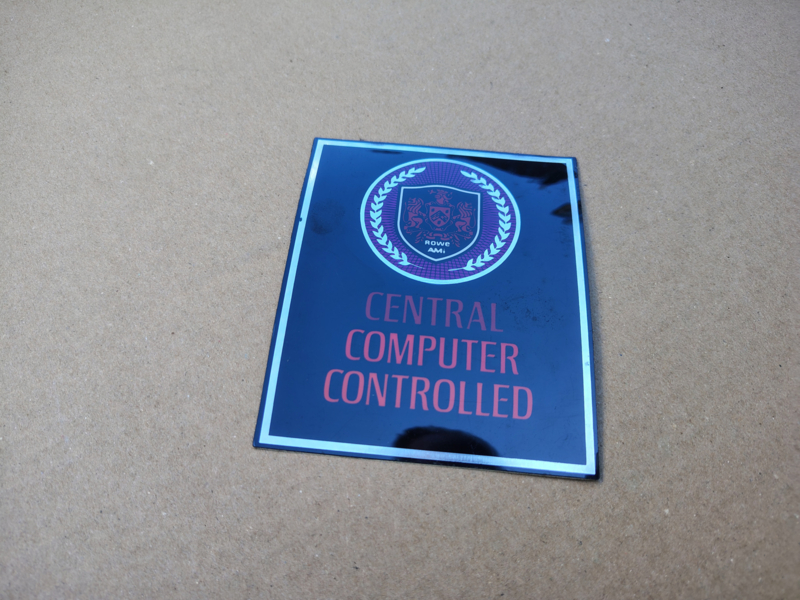 ROWE
AMi
CENTRAL
COMPUTER
CONTROLLED